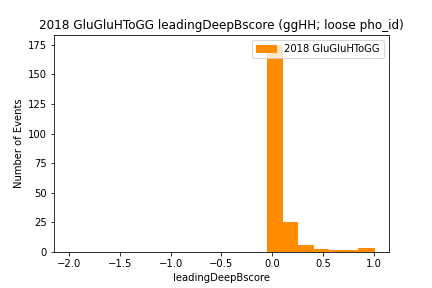 2018 GluGluHToGG leadingDeepBscore (ggHH; loose pho_id)
2018 GluGluHToGG
175
150
125
100
75
50
25
0
Number of Events
−2.0 −1.5 −1.0 −0.5 0.0 0.5 1.0
leadingDeepBscore